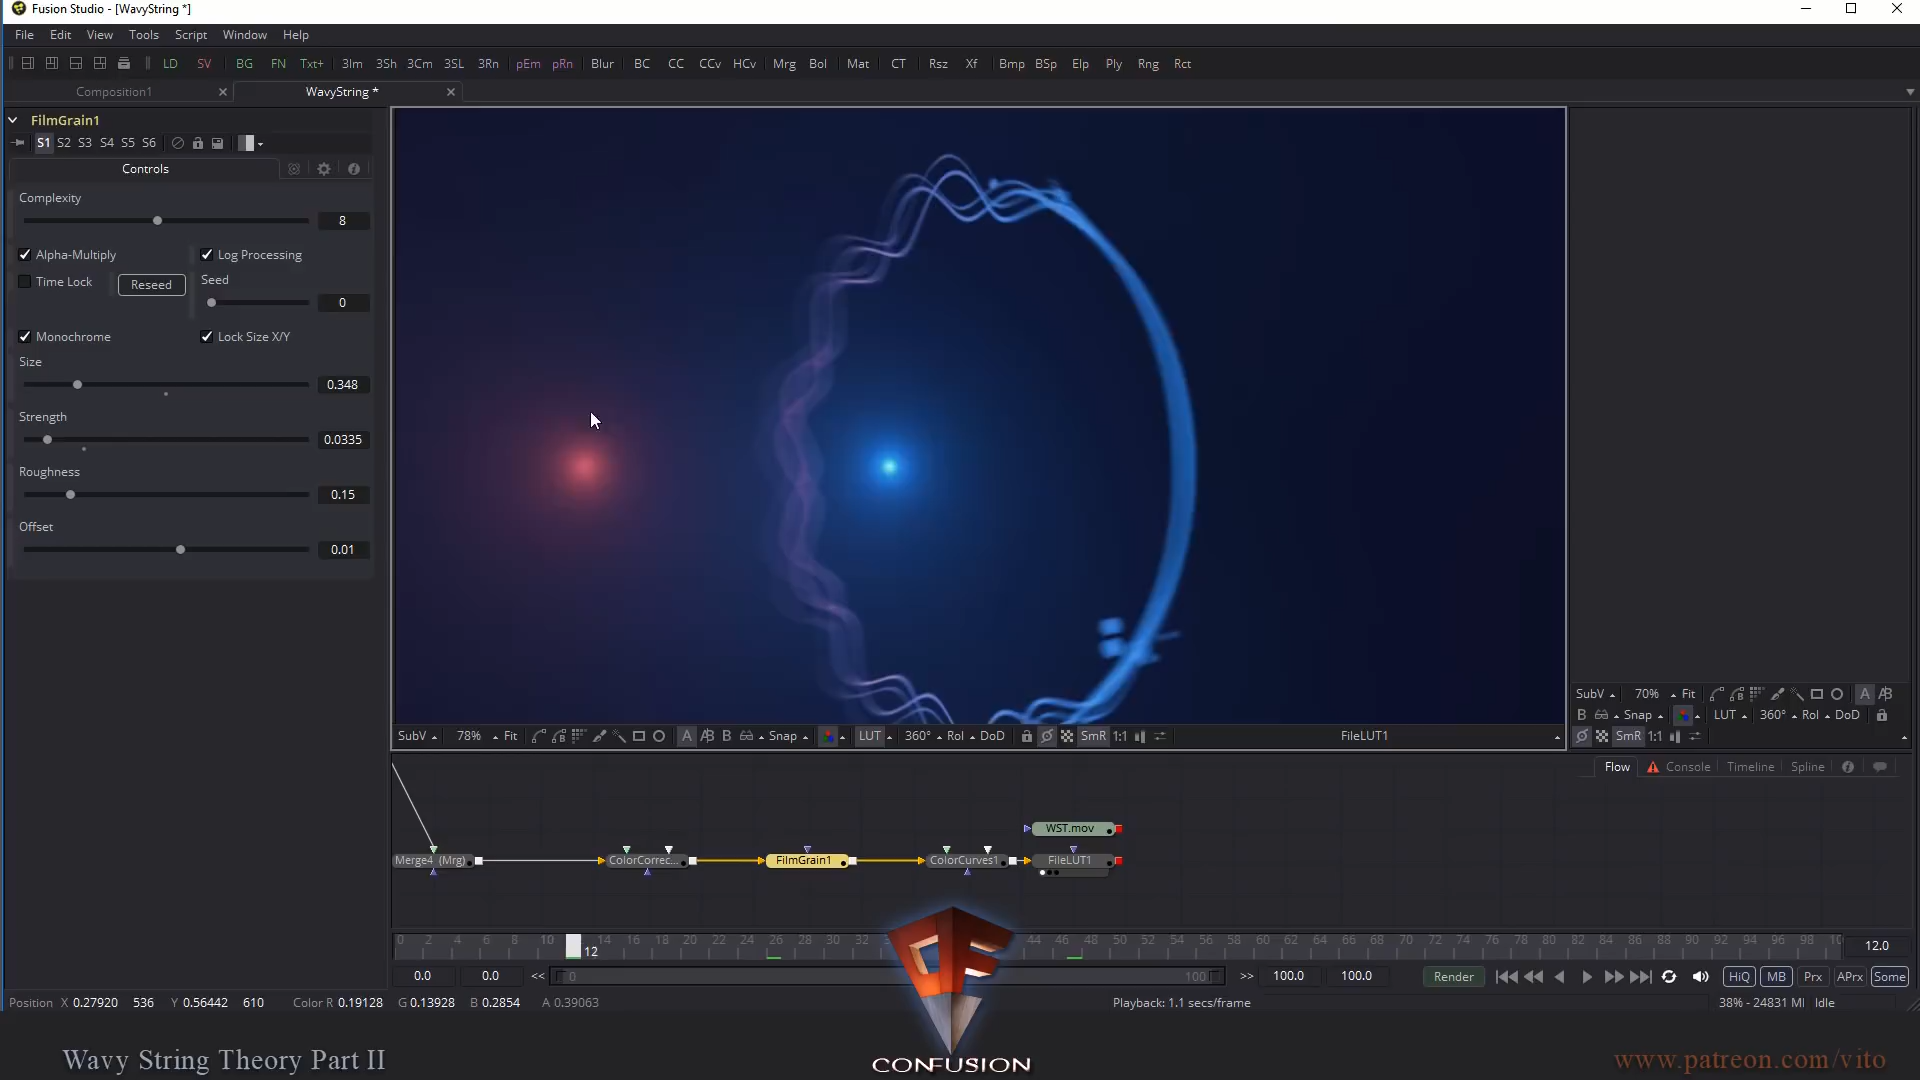 Fusion Studio - [WavyString *]
File Edit View Tools Script Window Help
LD SV BG FN Txt+ 3Im 3Sh 3Cm 3SL 3Rn pEm pRn Blur BC CC CCv HCv Mrg Bol Mat CT Rsz Xf Bmp BSp Elp Ply Rng Rct
Composition1 WavyString *
FilmGrain1
S1 S2 S3 S4 S5 S6
Controls
Complexity
8
Alpha-Multiply Log Processing
Time Lock Reseed Seed
0
Monochrome Lock Size X/Y
Size
0.348
Strength
0.0335
Roughness
0.15
Offset
0.01
SubV 78% Fit A B Snap LUT 360° Rol DoD SmR 1:1 FileLUT1
SubV 70% Fit A
B Snap LUT 360° Rol DoD
SmR 1:1
Flow Console Timeline Spline
WST.mov
Merge4 (Mrg) ColorCorrec... FilmGrain1 ColorCurves1 FileLUT1
0 2 4 6 8 10 12 14 16 18 20 22 24 26 28 30 32 44 46 48 50 52 54 56 58 60 62 64 66 68 70 72 74 76 78 80 82 84 86 88 90 92 94 96 98 10 12.0
0.0 0.0 << 0 100 >> 100.0 100.0 Render HiQ MB Prx APrx Some
Position X 0.27920 536 Y 0.56442 610 Color R 0.19128 G 0.13928 B 0.2854 A 0.39063 Playback: 1.1 secs/frame 38% - 24831 M Idle
Wavy String Theory Part II
CONFUSION
www.patreon.com/vito